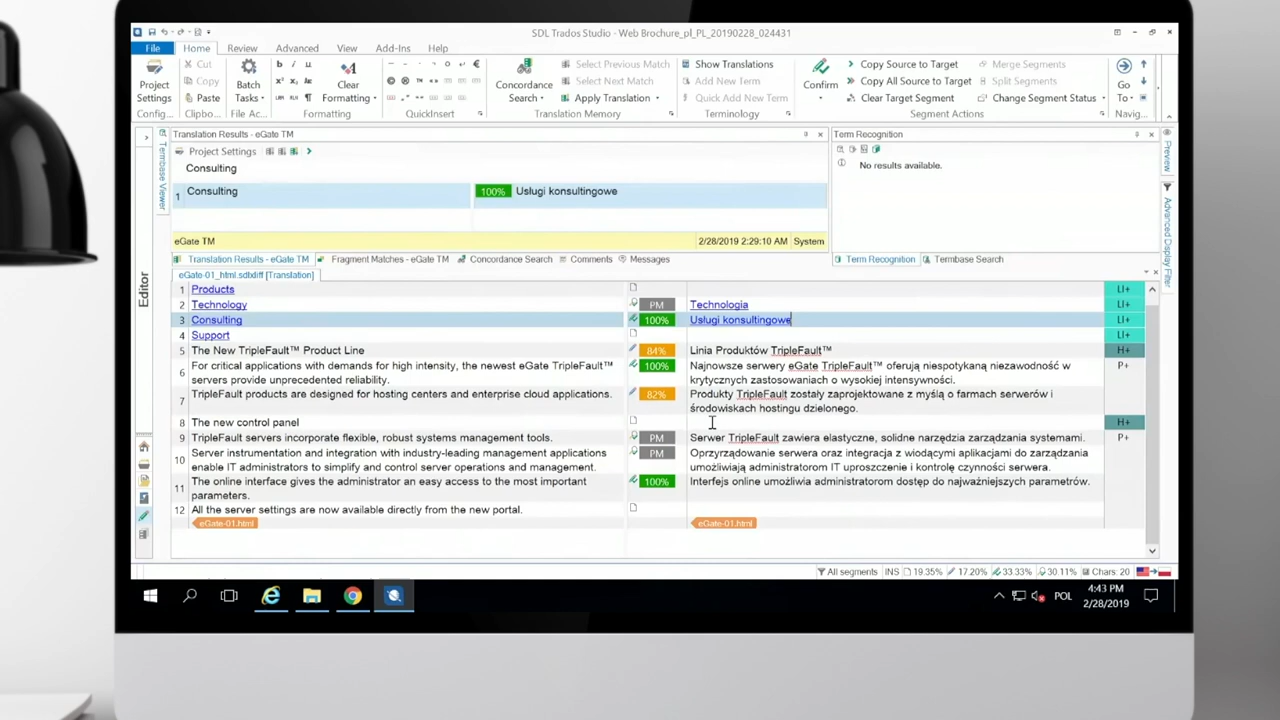 SDL Trados Studio - Web Brochure_pl_PL_20190228_024431
File Home Review Advanced View Add-Ins Help
Project Settings
Batch Tasks
Cut
Copy
Paste
Clear Formatting
Concordance Search
Select Previous Match
Select Next Match
Apply Translation
Show Translations
Add New Term
Quick Add New Term
Confirm
Copy Source to Target
Copy All Source to Target
Clear Target Segment
Merge Segments
Split Segments
Change Segment Status
Go To
Config... File Ac... Formatting QuickInsert Translation Memory Terminology Segment Actions Navig...
Termbase Viewer
Editor
Preview
Advanced Display Filter
Translation Results - eGate TM
Project Settings
Consulting
1 Consulting 100% Usługi konsultingowe
eGate TM 2/28/2019 2:29:10 AM System
Term Recognition
No results available.
Translation Results - eGate TM Fragment Matches - eGate TM Concordance Search Comments Messages
Term Recognition Termbase Search
eGate-01_html.sdlxliff [Translation]
1 Products LI+
2 Technology PM Technologia LI+
3 Consulting 100% Usługi konsultingowe LI+
4 Support LI+
5 The New TripleFault™ Product Line 84% Linia Produktów TripleFault™ H+
6 For critical applications with demands for high intensity, the newest eGate TripleFault™ 100% Najnowsze serwery eGate TripleFault™ oferują niespotykaną niezawodność w P+
servers provide unprecedented reliability. krytycznych zastosowaniach o wysokiej intensywności.
7 TripleFault products are designed for hosting centers and enterprise cloud applications. 82% Produkty TripleFault zostały zaprojektowane z myślą o farmach serwerów i
środowiskach hostingu dzielonego.
8 The new control panel H+
9 TripleFault servers incorporate flexible, robust systems management tools. PM Serwer TripleFault zawiera elastyczne, solidne narzędzia zarządzania systemami. P+
10 Server instrumentation and integration with industry-leading management applications PM Oprzyrządowanie serwera oraz integracja z wiodącymi aplikacjami do zarządzania
enable IT administrators to simplify and control server operations and management. umożliwiają administratorom IT uproszczenie i kontrolę czynności serwera.
11 The online interface gives the administrator an easy access to the most important 100% Interfejs online umożliwia administratorom dostęp do najważniejszych parametrów.
parameters.
12 All the server settings are now available directly from the new portal.
eGate-01.html eGate-01.html
All segments INS 19.35% 17.20% 33.33% 30.11% Chars: 20
POL 4:43 PM
2/28/2019